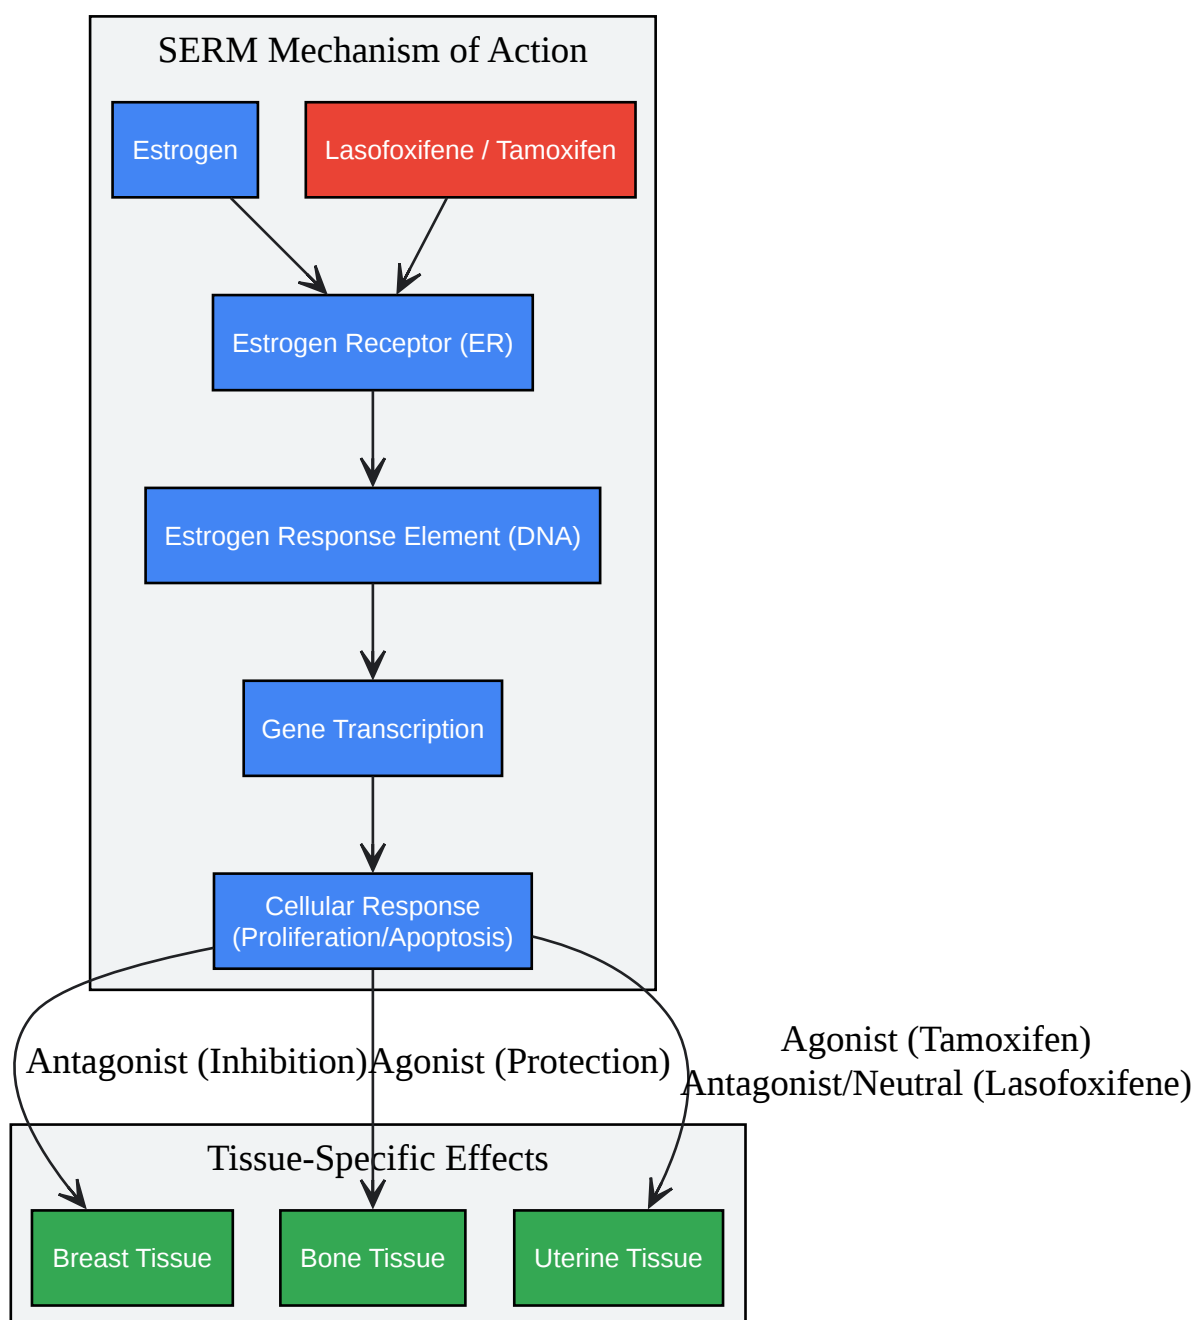 SERM Mechanism of Action
Estrogen
Lasofoxifene / Tamoxifen
Estrogen Receptor (ER)
Estrogen Response Element (DNA)
Gene Transcription
Cellular Response
(Proliferation/Apoptosis)
Antagonist (Inhibition)
Agonist (Protection)
Agonist (Tamoxifen)
Antagonist/Neutral (Lasofoxifene)
Tissue-Specific Effects
Breast Tissue
Bone Tissue
Uterine Tissue